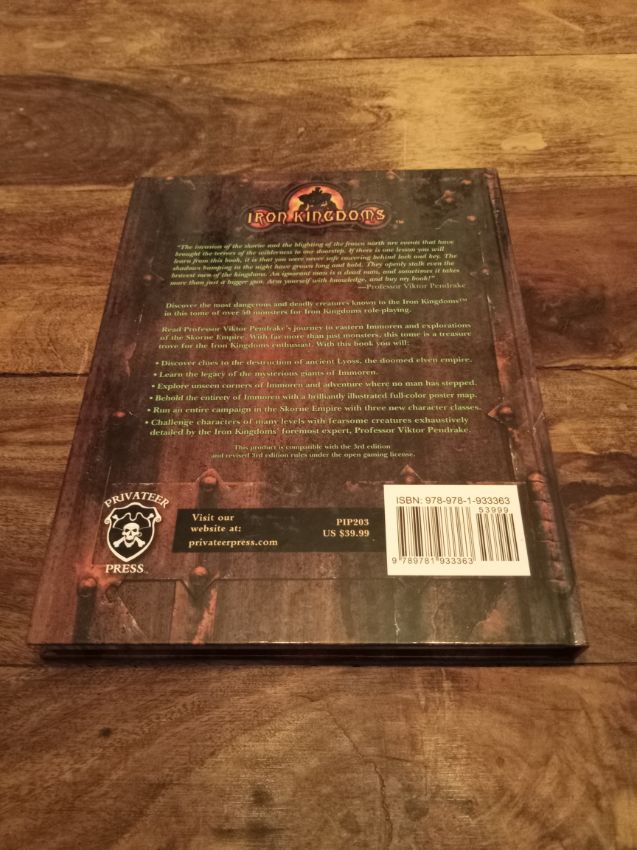 IRON KINGDOMS™
"The invasion of the skorne and the blighting of the frozen north are events that have
brought the terrors of the wilderness to our doorstep. If there is one lesson you will
learn from this book, it is that you were never safe cowering behind lock and key. The
shadows bumping in the night have grown long and bold. They openly stalk even the
bravest men of the kingdoms. An ignorant man is a dead man, and sometimes it takes
more than just a bigger gun. Arm yourself with knowledge, and buy my book!"
—Professor Viktor Pendrake
Discover the most dangerous and deadly creatures known to the Iron Kingdoms™
in this tome of over 50 monsters for Iron Kingdoms role-playing.
Read Professor Viktor Pendrake's journey to eastern Immoren and explorations
of the Skorne Empire. With far more than just monsters, this tome is a treasure
trove for the Iron Kingdoms enthusiast. With this book you will:
• Discover clues to the destruction of ancient Lyoss, the doomed elven empire.
• Learn the legacy of the mysterious giants of Immoren.
• Explore unseen corners of Immoren and adventure where no man has stepped.
• Behold the entirety of Immoren with a brilliantly illustrated full-color poster map.
• Run an entire campaign in the Skorne Empire with three new character classes.
• Challenge characters of many levels with fearsome creatures exhaustively
detailed by the Iron Kingdoms' foremost expert, Professor Viktor Pendrake.
This product is compatible with the 3rd edition
and revised 3rd edition rules under the open gaming license.
PRIVATEER
PRESS™
Visit our
website at:
privateerpress.com
PIP203
US $39.99
ISBN: 978-978-1-933363
53999
9 789781 933363